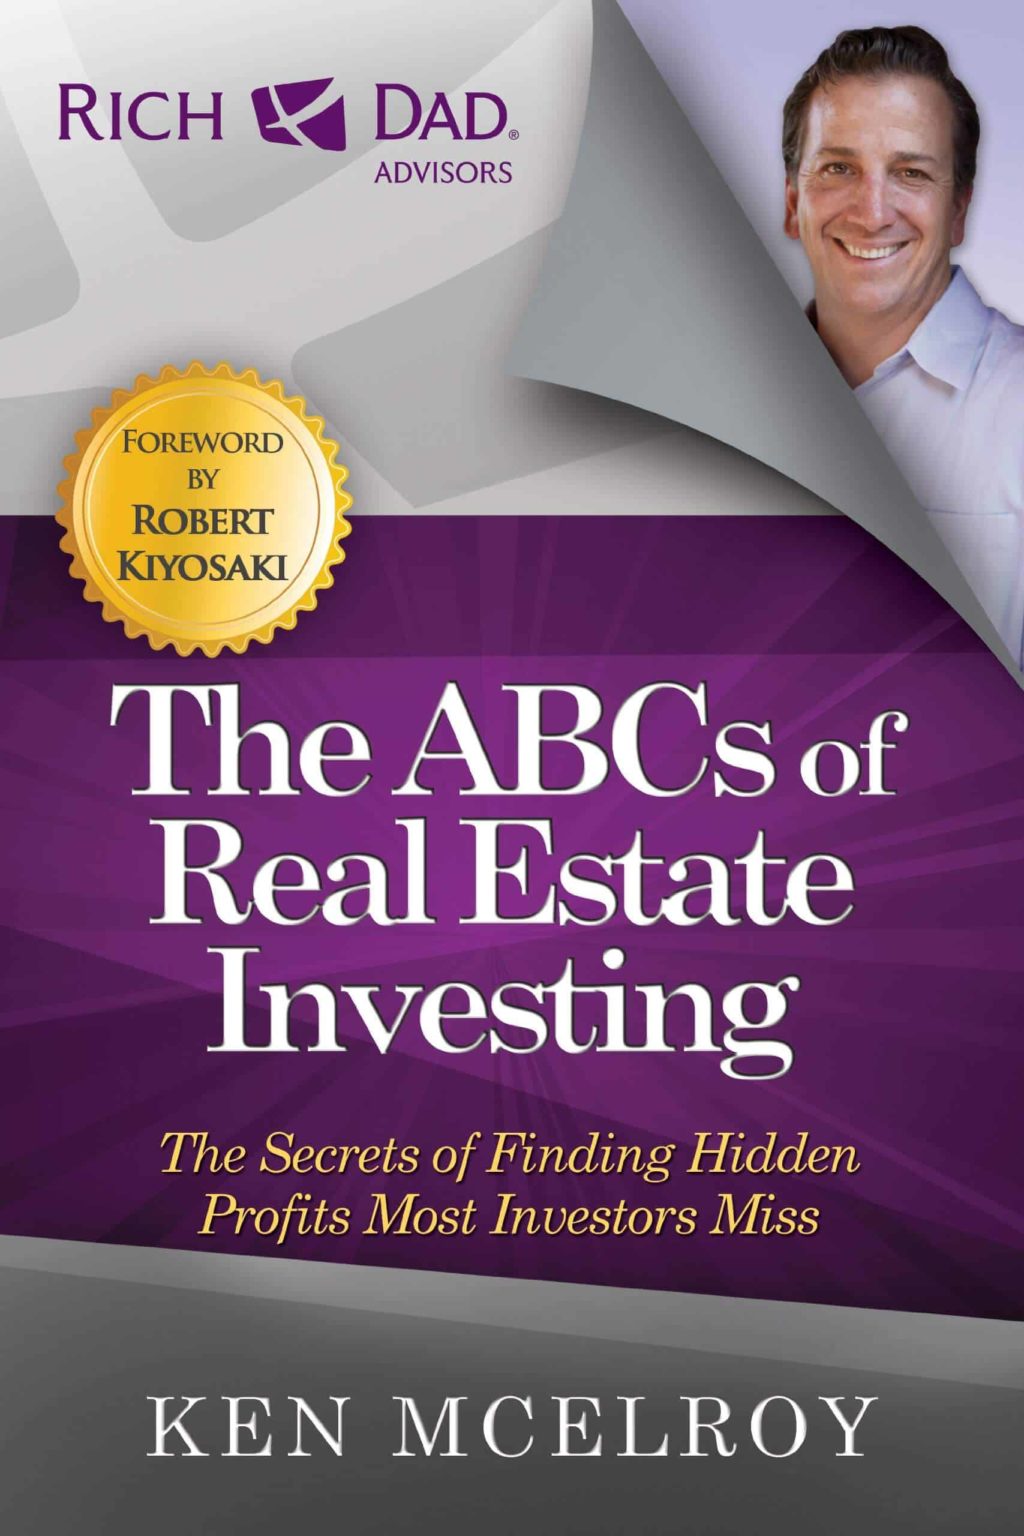 RICH DAD®
ADVISORS
FOREWORD
BY
ROBERT
KIYOSAKI
The ABCs of
Real Estate
Investing
The Secrets of Finding Hidden
Profits Most Investors Miss
KEN MCELROY